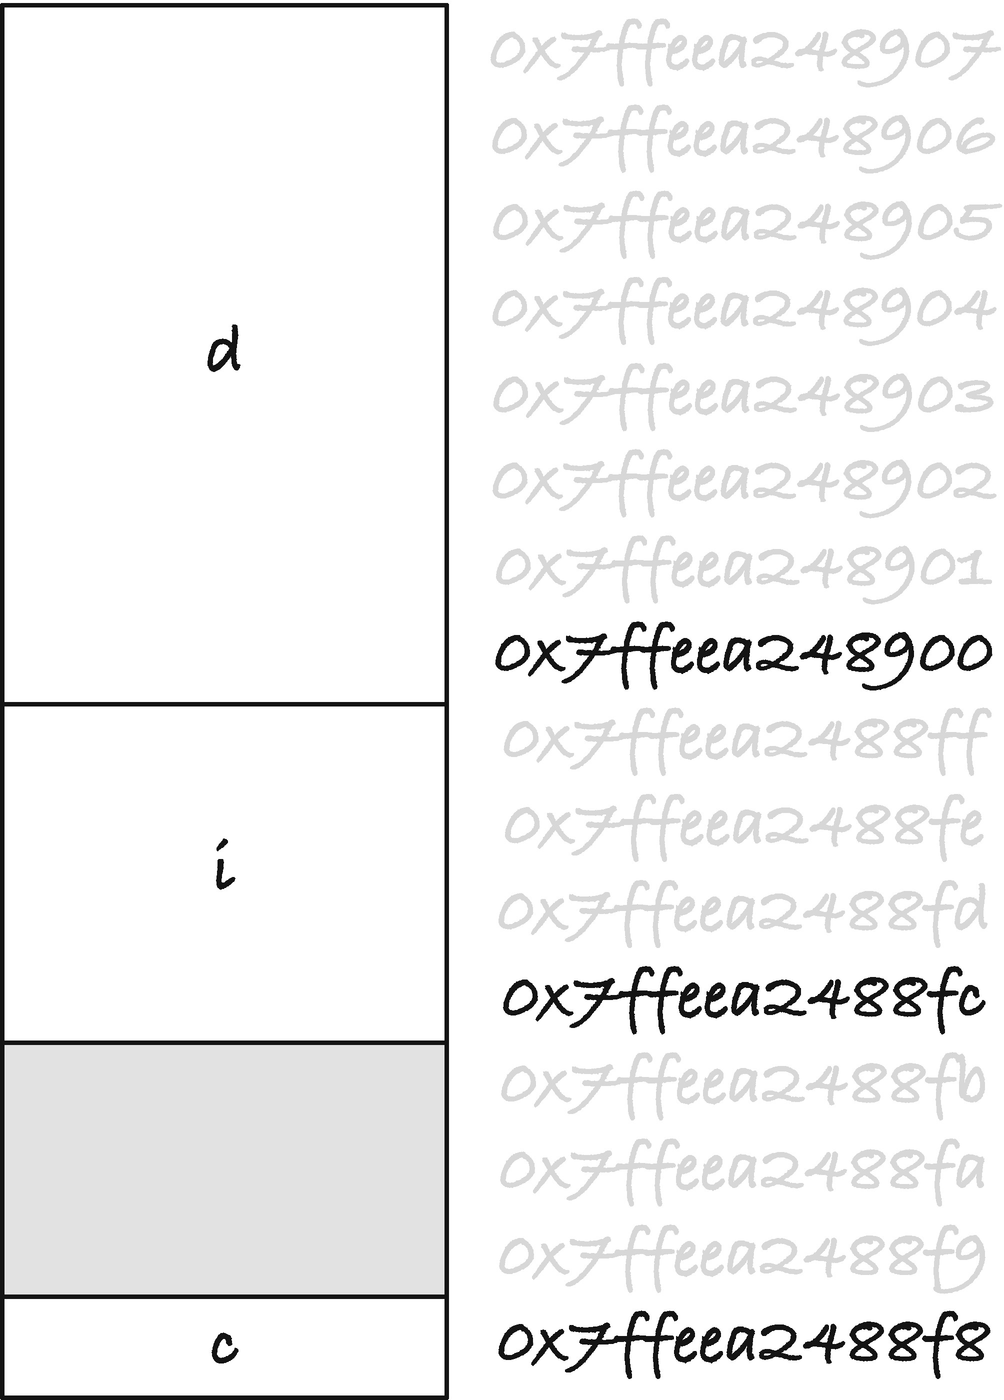 0x7ffeea248907
0x7ffeea248906
0x7ffeea248905
0x7ffeea248904
d
0x7ffeea248903
0x7ffeea248902
0x7ffeea248901
0x7ffeea248900
0x7ffeea2488ff
0x7ffeea2488fe
i
0x7ffeea2488fd
0x7ffeea2488fc
0x7ffeea2488fb
0x7ffeea2488fa
0x7ffeea2488f9
c
0x7ffeea2488f8